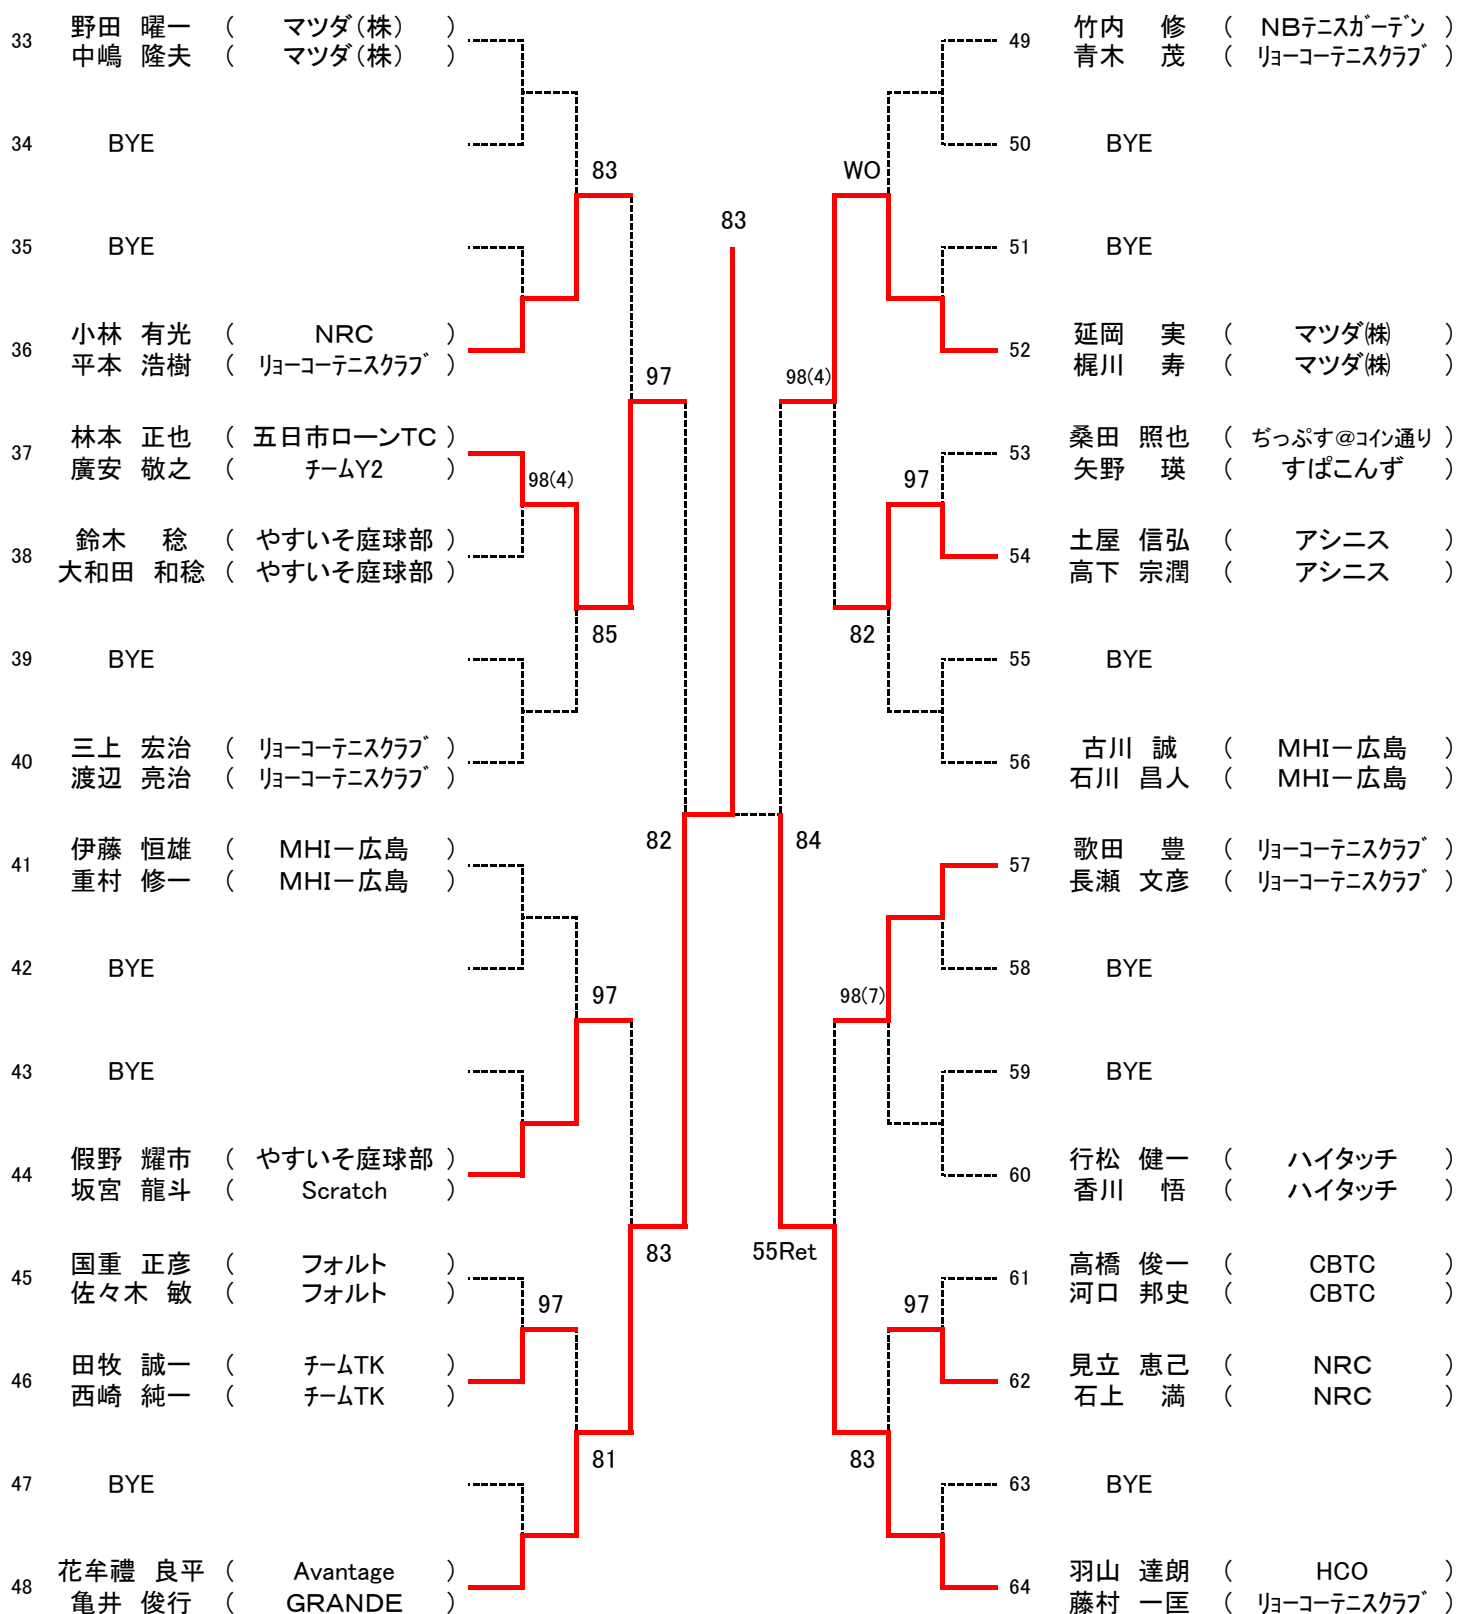 33 野田 曜一 ( マツダ(株) )
中嶋 隆夫 ( マツダ(株) )
34 BYE
83
35 BYE
36 小林 有光 ( NRC )
平本 浩樹 ( ﾘｮｰｺｰﾃﾆｽｸﾗﾌﾞ )
97
37 林本 正也 ( 五日市ローンTC )
廣安 敬之 ( ﾁｰﾑY2 )
98(4)
38 鈴木 稔 ( やすいそ庭球部 )
大和田 和稔 ( やすいそ庭球部 )
85
39 BYE
40 三上 宏治 ( ﾘｮｰｺｰﾃﾆｽｸﾗﾌﾞ )
渡辺 亮治 ( ﾘｮｰｺｰﾃﾆｽｸﾗﾌﾞ )
82
41 伊藤 恒雄 ( MHI－広島 )
重村 修一 ( MHI－広島 )
42 BYE
97
43 BYE
44 假野 耀市 ( やすいそ庭球部 )
坂宮 龍斗 ( Scratch )
83
45 国重 正彦 ( フォルト )
佐々木 敏 ( フォルト )
97
46 田牧 誠一 ( ﾁｰﾑTK )
西崎 純一 ( ﾁｰﾑTK )
81
47 BYE
48 花牟禮 良平 ( Avantage )
亀井 俊行 ( GRANDE )
83
49 竹内 修 ( NBﾃﾆｽｶﾞｰﾃﾞﾝ )
青木 茂 ( ﾘｮｰｺｰﾃﾆｽｸﾗﾌﾞ )
50 BYE
WO
51 BYE
52 延岡 実 ( マツダ㈱ )
梶川 寿 ( マツダ㈱ )
98(4)
53 桑田 照也 ( ぢっぷす@ｺｲﾝ通り )
矢野 瑛 ( すぱこんず )
97
54 土屋 信弘 ( アシニス )
高下 宗潤 ( アシニス )
82
55 BYE
56 古川 誠 ( MHI－広島 )
石川 昌人 ( MHI－広島 )
84
57 歌田 豊 ( ﾘｮｰｺｰﾃﾆｽｸﾗﾌﾞ )
長瀬 文彦 ( ﾘｮｰｺｰﾃﾆｽｸﾗﾌﾞ )
58 BYE
98(7)
59 BYE
60 行松 健一 ( ハイタッチ )
香川 悟 ( ハイタッチ )
55Ret
61 高橋 俊一 ( CBTC )
河口 邦史 ( CBTC )
97
62 見立 恵己 ( NRC )
石上 満 ( NRC )
83
63 BYE
64 羽山 達朗 ( HCO )
藤村 一匡 ( ﾘｮｰｺｰﾃﾆｽｸﾗﾌﾞ )